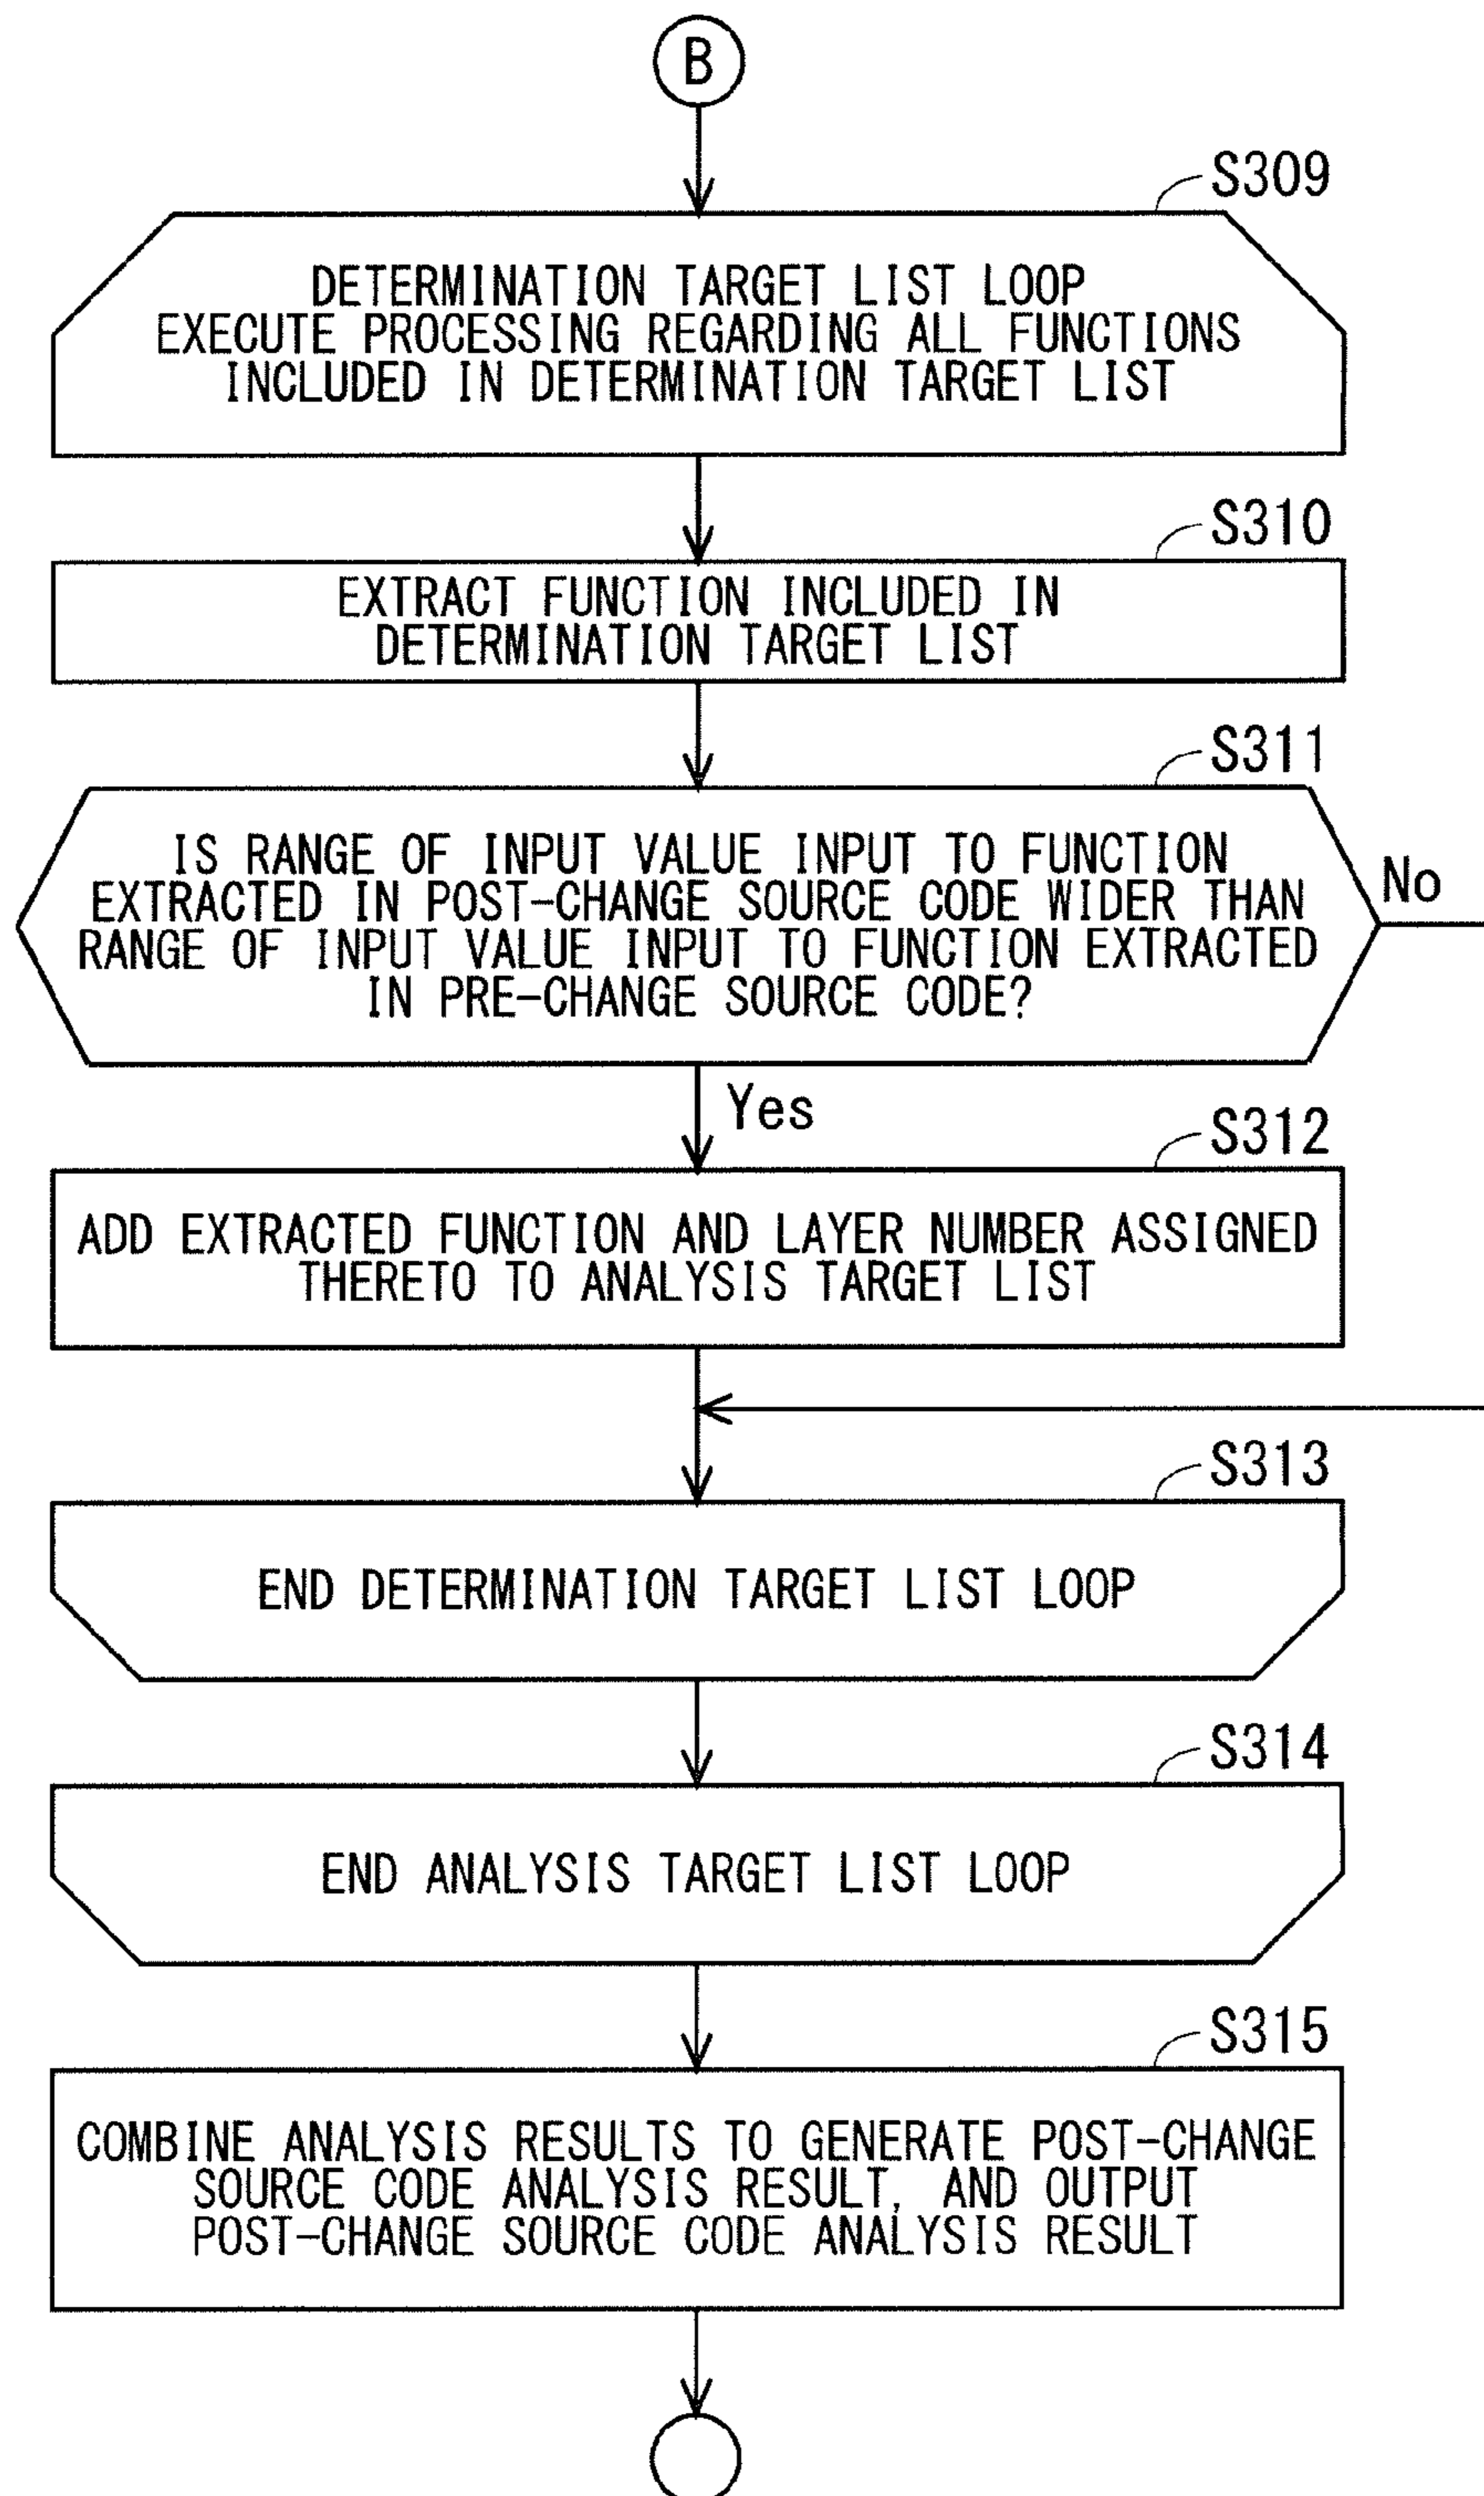 B
S309
DETERMINATION TARGET LIST LOOP
EXECUTE PROCESSING REGARDING ALL FUNCTIONS
INCLUDED IN DETERMINATION TARGET LIST
S310
EXTRACT FUNCTION INCLUDED IN
DETERMINATION TARGET LIST
S311
IS RANGE OF INPUT VALUE INPUT TO FUNCTION
EXTRACTED IN POST-CHANGE SOURCE CODE WIDER THAN
RANGE OF INPUT VALUE INPUT TO FUNCTION EXTRACTED
IN PRE-CHANGE SOURCE CODE?
No
Yes
S312
ADD EXTRACTED FUNCTION AND LAYER NUMBER ASSIGNED
THERETO TO ANALYSIS TARGET LIST
S313
END DETERMINATION TARGET LIST LOOP
S314
END ANALYSIS TARGET LIST LOOP
S315
COMBINE ANALYSIS RESULTS TO GENERATE POST-CHANGE
SOURCE CODE ANALYSIS RESULT, AND OUTPUT
POST-CHANGE SOURCE CODE ANALYSIS RESULT